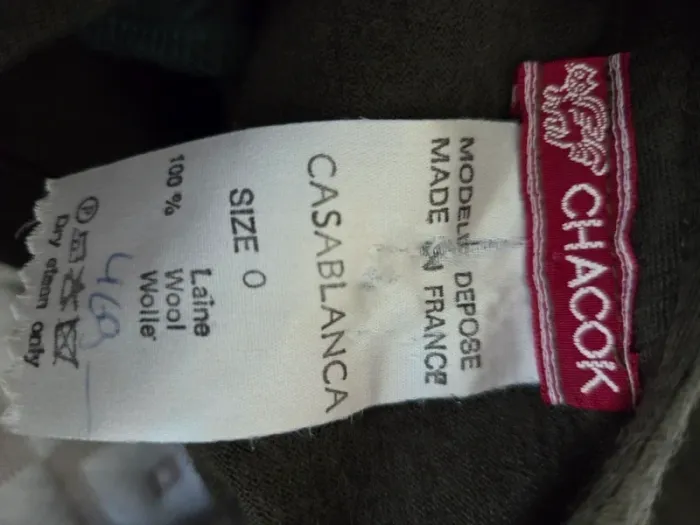 CHACOK
MODELE DEPOSE
MADE IN FRANCE
CASABLANCA
SIZE 0
100 % Laine
Wool
Wolle
469
P
Dry clean only